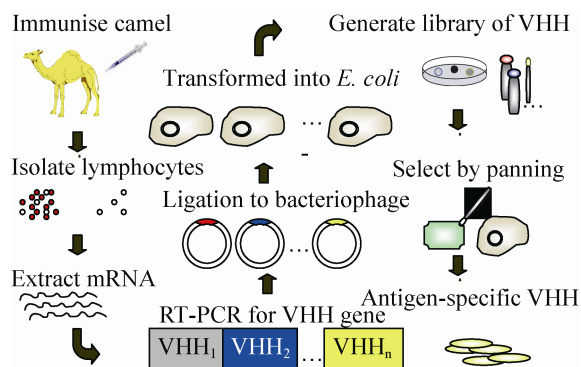 Immunise camel
Isolate lymphocytes
Extract mRNA
RT-PCR for VHH gene
VHH₁ VHH₂ ... VHHₙ
Ligation to bacteriophage
...
Transformed into E. coli
...
Generate library of VHH
...
Select by panning
Antigen-specific VHH